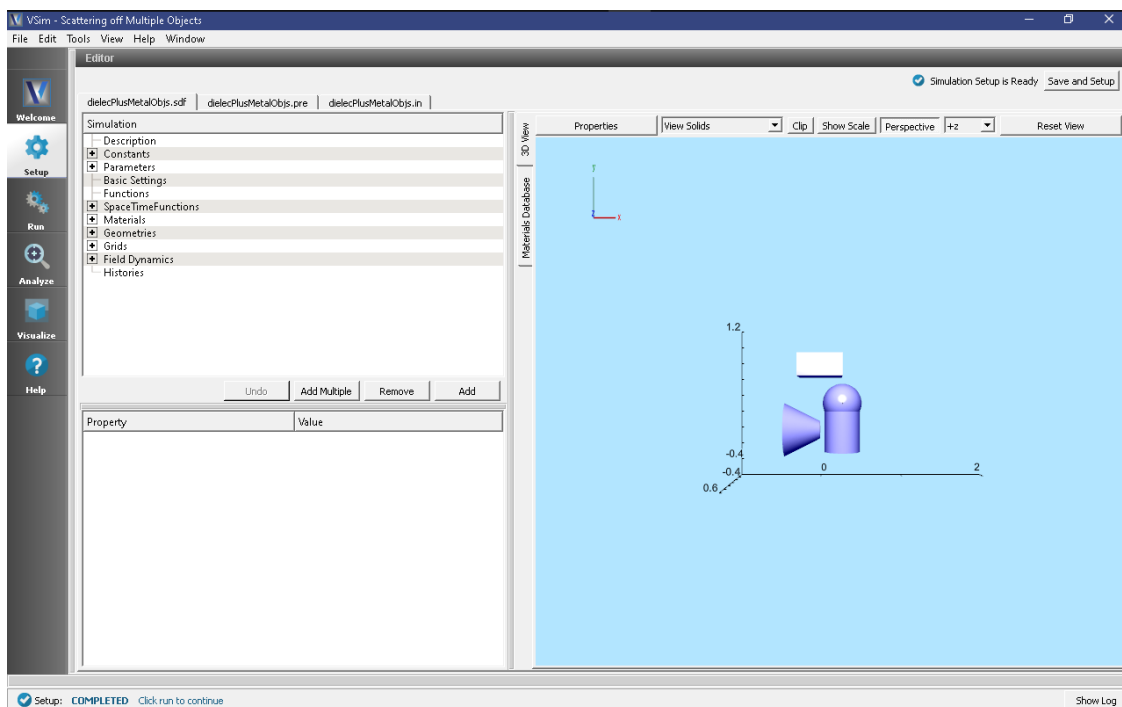 VSim - Scattering off Multiple Objects
File Edit Tools View Help Window
Editor
Simulation Setup is Ready Save and Setup
dielecPlusMetalObjs.sdf dielecPlusMetalObjs.pre dielecPlusMetalObjs.in
Welcome
Setup
Run
Analyze
Visualize
Help
Simulation
Description
Constants
Parameters
Basic Settings
Functions
SpaceTimeFunctions
Materials
Geometries
Grids
Field Dynamics
Histories
Undo Add Multiple Remove Add
Property Value
3D View
Materials Database
Properties View Solids Clip Show Scale Perspective +z Reset View
Y
Z X
1.2
-0.4
-0.4 0 2
0.6
Setup: COMPLETED Click run to continue
Show Log